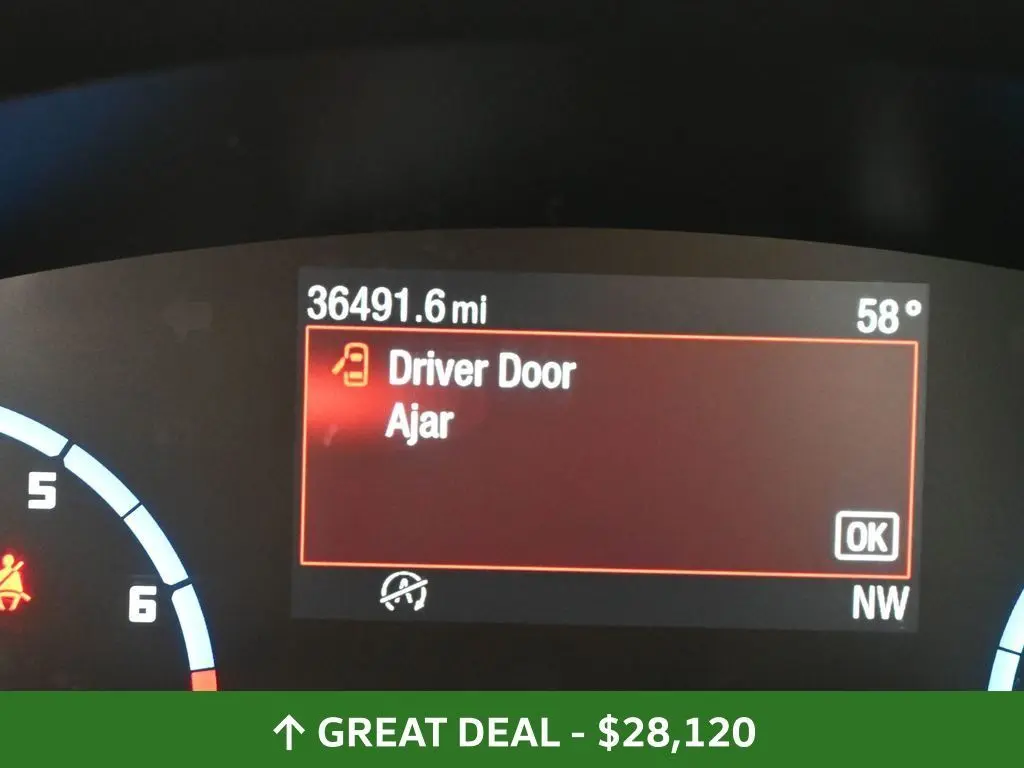 36491.6 mi 58°
Driver Door
Ajar
OK
5
6
A
NW
↑ GREAT DEAL - $28,120